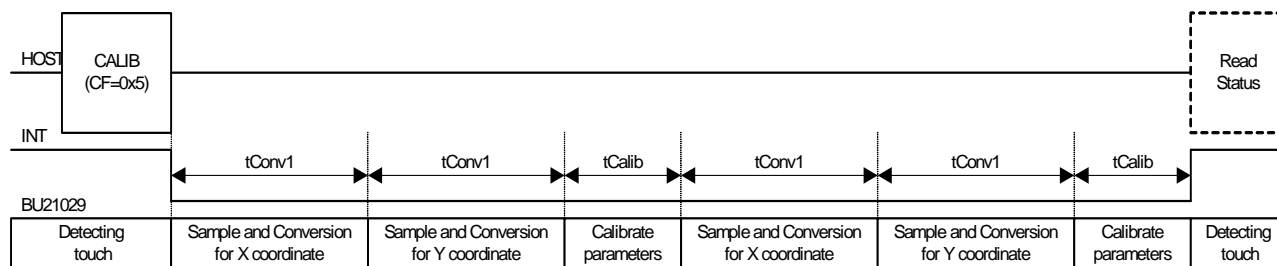 HOST
CALIB
(CF=0x5)
Read
Status
INT
tConv1
tConv1
tCalib
tConv1
tConv1
tCalib
BU21029
Detecting
touch
Sample and Conversion
for X coordinate
Sample and Conversion
for Y coordinate
Calibrate
parameters
Sample and Conversion
for X coordinate
Sample and Conversion
for Y coordinate
Calibrate
parameters
Detecting
touch